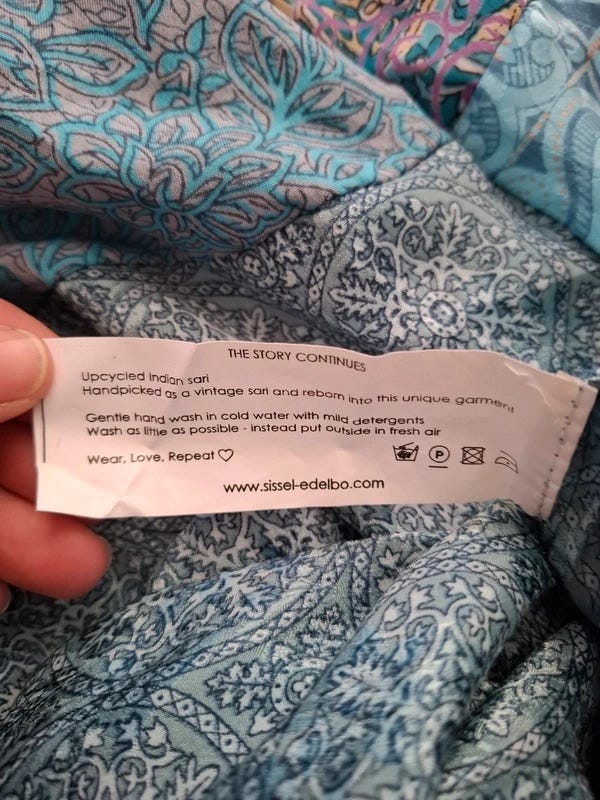 THE STORY CONTINUES
Upcycled Indian sari
Handpicked as a vintage sari and reborn into this unique garment
Gentle hand wash in cold water with mild detergents
Wash as little as possible - instead put outside in fresh air
Wear, Love, Repeat ♡
P
www.sissel-edelbo.com